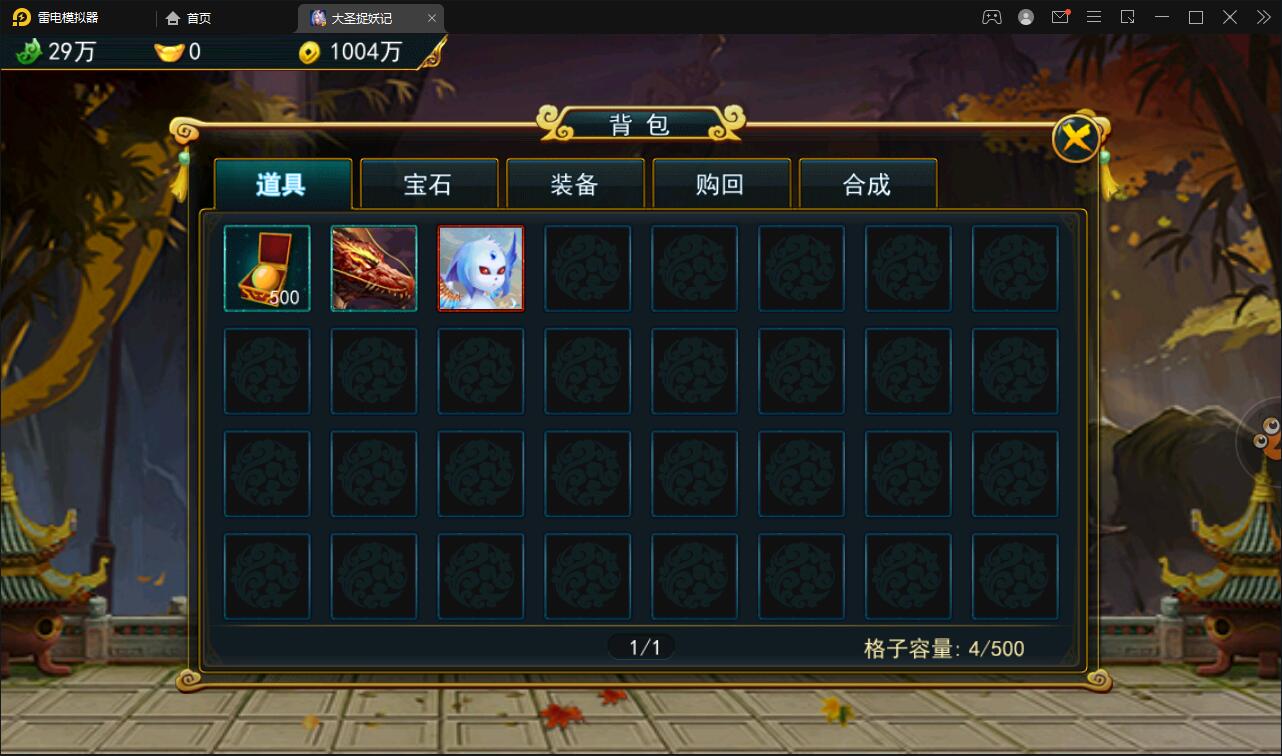 雷电模拟器
首页
大圣捉妖记
29万
0
1004万
背包
道具
宝石
装备
购回
合成
500
1/1
格子容量: 4/500